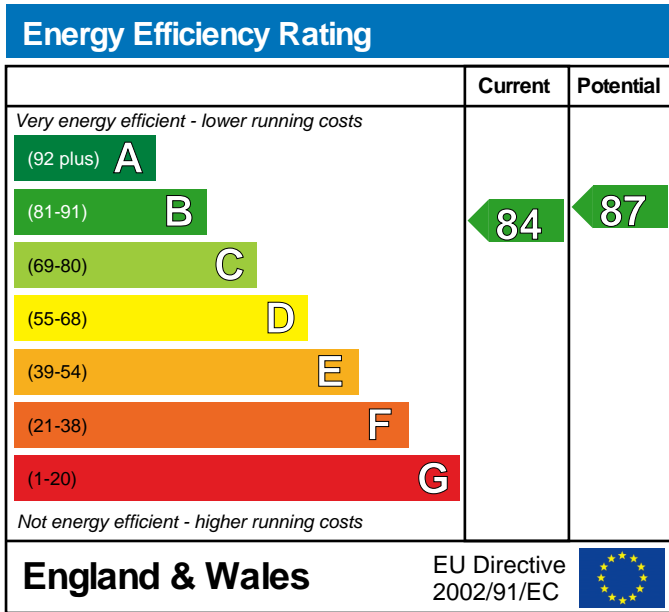 Energy Efficiency Rating
Current Potential
Very energy efficient - lower running costs
(92 plus) A
(81-91) B
84 87
(69-80) C
(55-68) D
(39-54) E
(21-38) F
(1-20) G
Not energy efficient - higher running costs
England & Wales
EU Directive
2002/91/EC